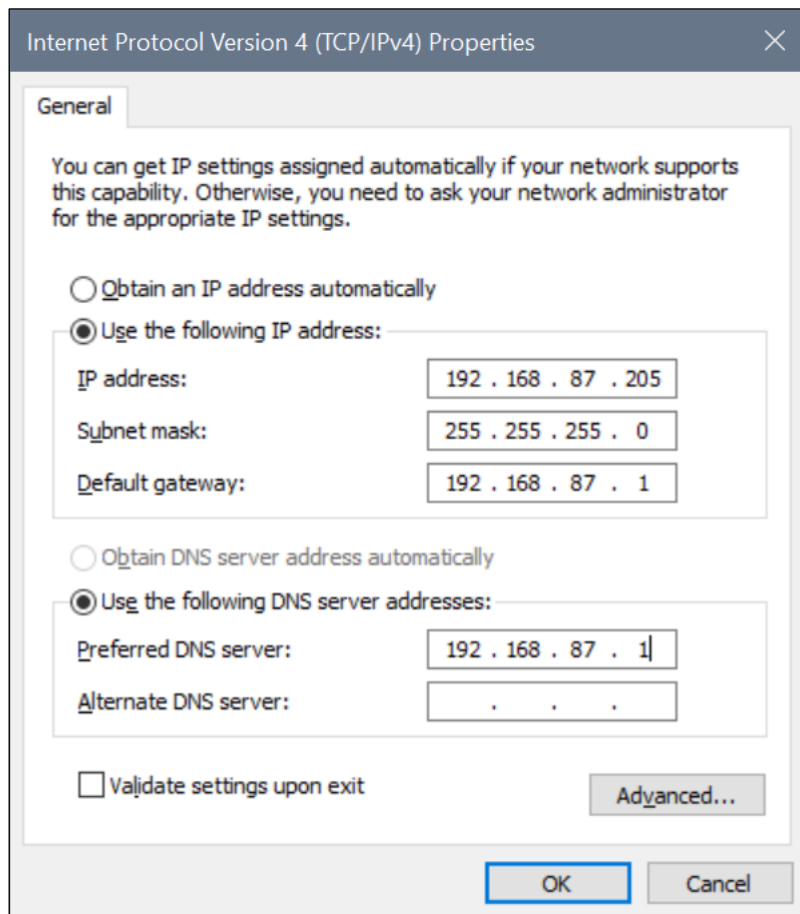 Internet Protocol Version 4 (TCP/IPv4) Properties
General
You can get IP settings assigned automatically if your network supports
this capability. Otherwise, you need to ask your network administrator
for the appropriate IP settings.
Obtain an IP address automatically
Use the following IP address:
IP address: 192 . 168 . 87 . 205
Subnet mask: 255 . 255 . 255 . 0
Default gateway: 192 . 168 . 87 . 1
Obtain DNS server address automatically
Use the following DNS server addresses:
Preferred DNS server: 192 . 168 . 87 . 1
Alternate DNS server: . . .
Validate settings upon exit
Advanced...
OK Cancel